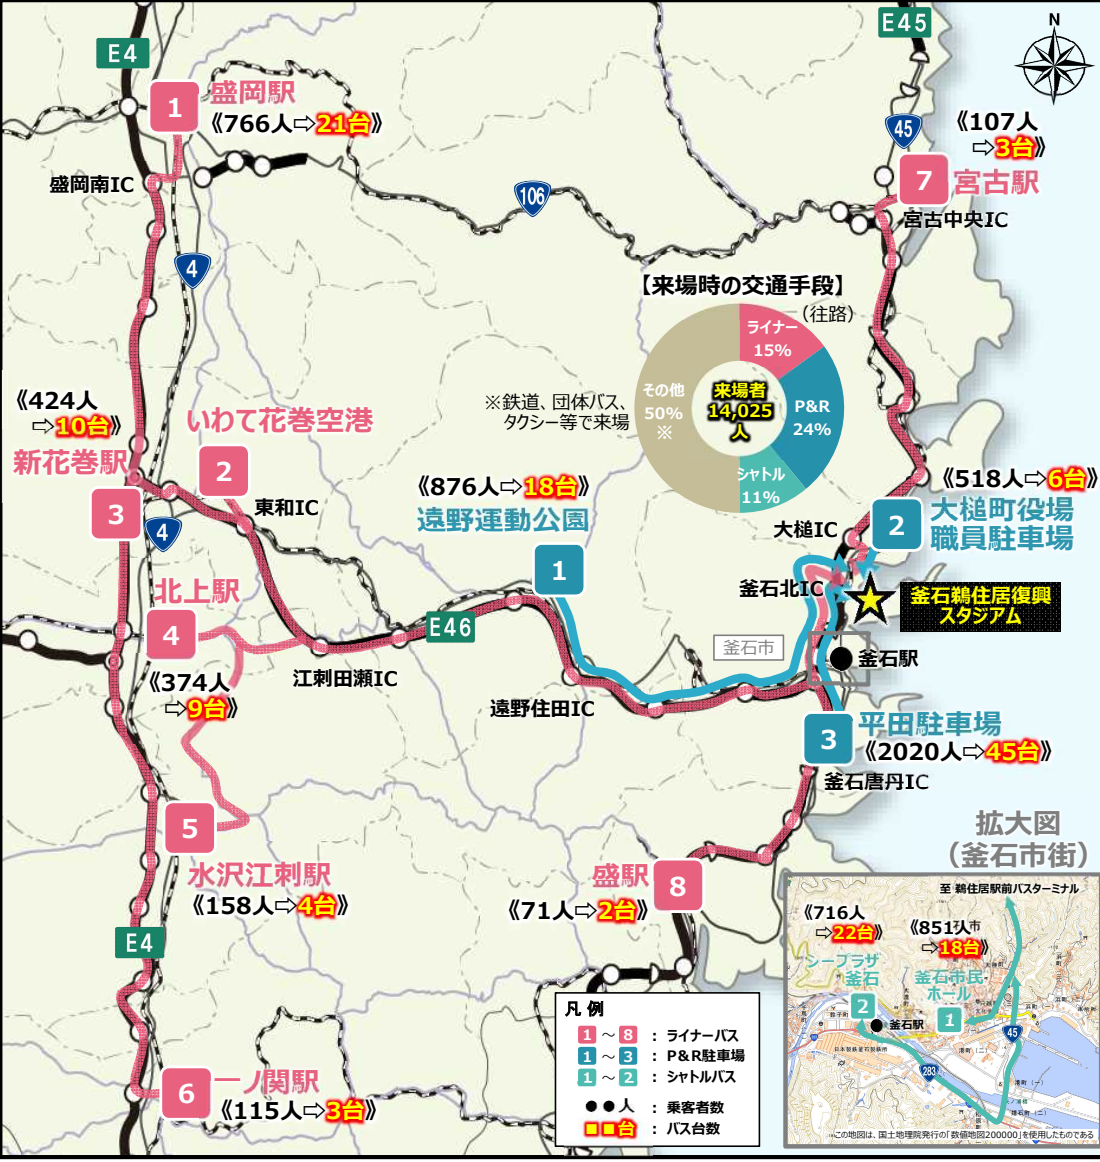 E4
E45
N
1
盛岡駅
《766人⇨21台》
盛岡南IC
4
106
45
《107人
⇨3台》
7
宮古駅
宮古中央IC
【来場時の交通手段】
(往路)
ライナー
15%
P&R
24%
シャトル
11%
その他
50%
※
来場者
14,025
人
※鉄道、団体バス、
タクシー等で来場
《424人
⇨10台》
新花巻駅
3
いわて花巻空港
2
東和IC
4
《876人⇨18台》
遠野運動公園
1
《518人⇨6台》
2
大槌町役場
職員駐車場
大槌IC
釜石北IC
釜石鵜住居復興
スタジアム
北上駅
4
《374人
⇨9台》
E46
江刺田瀬IC
遠野住田IC
釜石市
釜石駅
3
平田駐車場
《2020人⇨45台》
釜石唐丹IC
5
水沢江刺駅
《158人⇨4台》
盛駅
8
《71人⇨2台》
E4
6
一ノ関駅
《115人⇨3台》
凡 例
1 ～ 8 : ライナーバス
1 ～ 3 : P&R駐車場
1 ～ 2 : シャトルバス
●●人 : 乗客者数
■■台 : バス台数
拡大図
(釜石市街)
至 鵜住居駅前バスターミナル
《716人
⇨22台》
シープラザ
釜石
2
釜石駅
《851人
⇨18台》
釜石市民
ホール
1
45
283
この地図は、国土地理院発行の「数値地図200000」を使用したものである